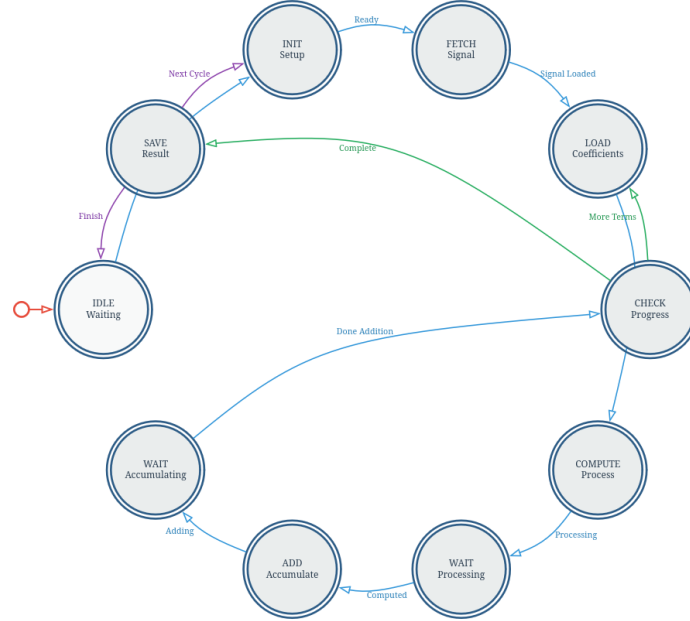 INIT
Setup
Ready
FETCH
Signal
Next Cycle
Signal Loaded
SAVE
Result
Complete
LOAD
Coefficients
Finish
More Terms
IDLE
Waiting
CHECK
Progress
Done Addition
WAIT
Accumulating
COMPUTE
Process
Adding
Processing
ADD
Accumulate
Computed
WAIT
Processing